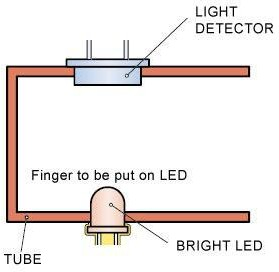 LIGHT
DETECTOR
Finger to be put on LED
BRIGHT LED
TUBE